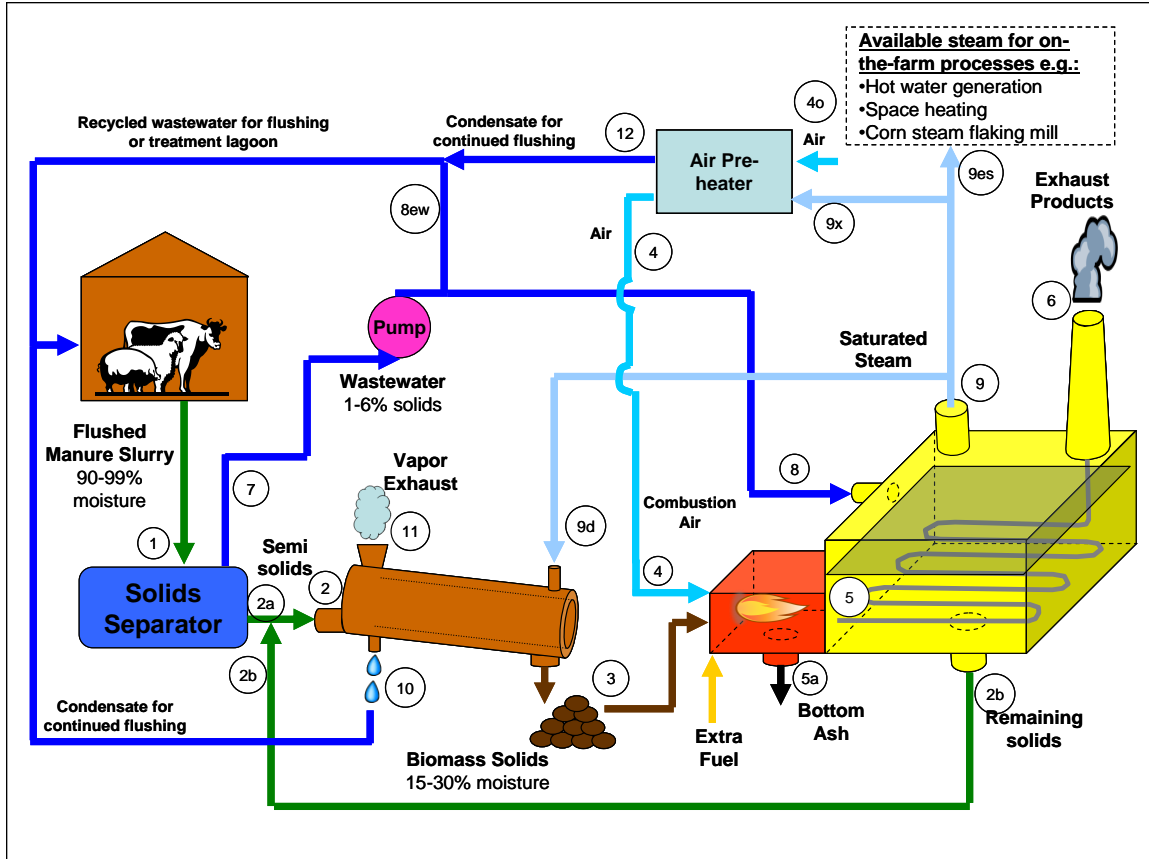 Available steam for on-
the-farm processes e.g.:
•Hot water generation
•Space heating
•Corn steam flaking mill
4o
Air
Recycled wastewater for flushing
or treatment lagoon
Condensate for
continued flushing
12
Air Pre-
heater
9es
Exhaust
Products
8ew
Air
4
9x
6
Pump
Saturated
Steam
9
Wastewater
1-6% solids
Flushed
Manure Slurry
90-99%
moisture
7
Vapor
Exhaust
8
Combustion
Air
9d
11
1
Semi
solids
2
4
5
Solids
Separator
2a
2b
10
3
5a
2b
Condensate for
continued flushing
Bottom
Ash
Extra
Fuel
Remaining
solids
Biomass Solids
15-30% moisture